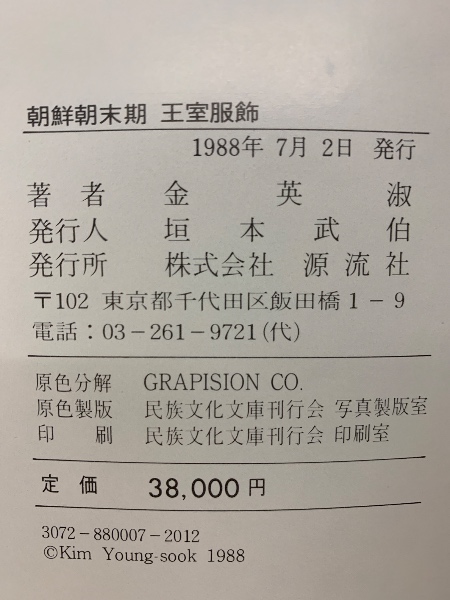 朝鮮朝末期 王室服飾
1988年 7月 2日 発行
著者 金英淑
発行人 垣本武伯
発行所 株式会社 源流社
〒102 東京都千代田区飯田橋1-9
電話：03-261-9721(代)
原色分解 GRAPISION CO.
原色製版 民族文化文庫刊行会 写真製版室
印刷 民族文化文庫刊行会 印刷室
定価 38,000円
3072-880007-2012
©Kim Young-sook 1988